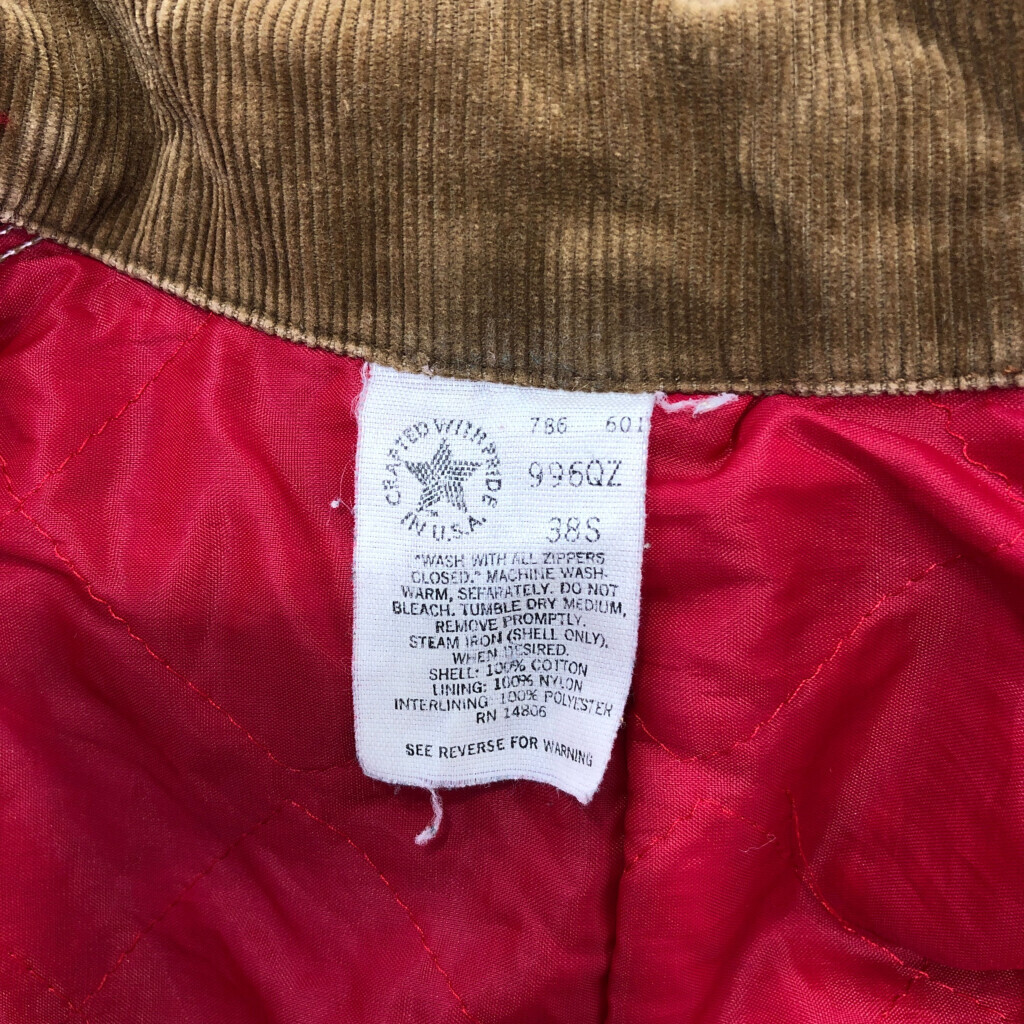 CRAFTED WITH PRIDE
IN U.S.A.
786 601
996QZ
38S
"WASH WITH ALL ZIPPERS
CLOSED." MACHINE WASH-
WARM, SEPARATELY. DO NOT
BLEACH. TUMBLE DRY MEDIUM,
REMOVE PROMPTLY.
STEAM IRON (SHELL ONLY),
WHEN DESIRED.
SHELL: 100% COTTON
LINING: 100% NYLON
INTERLINING: 100% POLYESTER
RN 14806
SEE REVERSE FOR WARNING